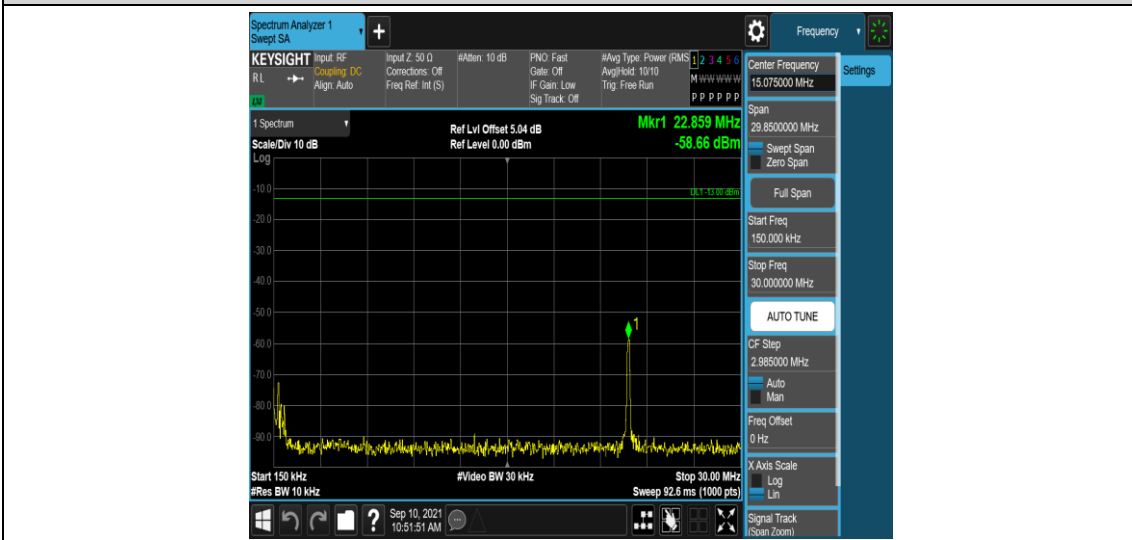 Spectrum Analyzer 1
Swept SA
+
Frequency
KEYSIGHT
RL
LXI
Input: RF
Coupling: DC
Align: Auto
Input Z: 50 Ω
Corrections: Off
Freq Ref: Int (S)
#Atten: 10 dB
PNO: Fast
Gate: Off
IF Gain: Low
Sig Track: Off
#Avg Type: Power (RMS
Avg|Hold: 10/10
Trig: Free Run
1 2 3 4 5 6
M W W W W W
P P P P P P
1 Spectrum
Scale/Div 10 dB
Log
Ref Lvl Offset 5.04 dB
Ref Level 0.00 dBm
Mkr1 22.859 MHz
-58.66 dBm
DL1 -13.00 dBm
-10.0
-20.0
-30.0
-40.0
-50.0
-60.0
-70.0
-80.0
-90.0
1
Start 150 kHz
#Res BW 10 kHz
#Video BW 30 kHz
Stop 30.00 MHz
Sweep 92.6 ms (1000 pts)
Center Frequency
15.075000 MHz
Settings
Span
29.8500000 MHz
Swept Span
Zero Span
Full Span
Start Freq
150.000 kHz
Stop Freq
30.000000 MHz
AUTO TUNE
CF Step
2.985000 MHz
Auto
Man
Freq Offset
0 Hz
X Axis Scale
Log
Lin
Signal Track
(Span Zoom)
?
Sep 10, 2021
10:51:51 AM